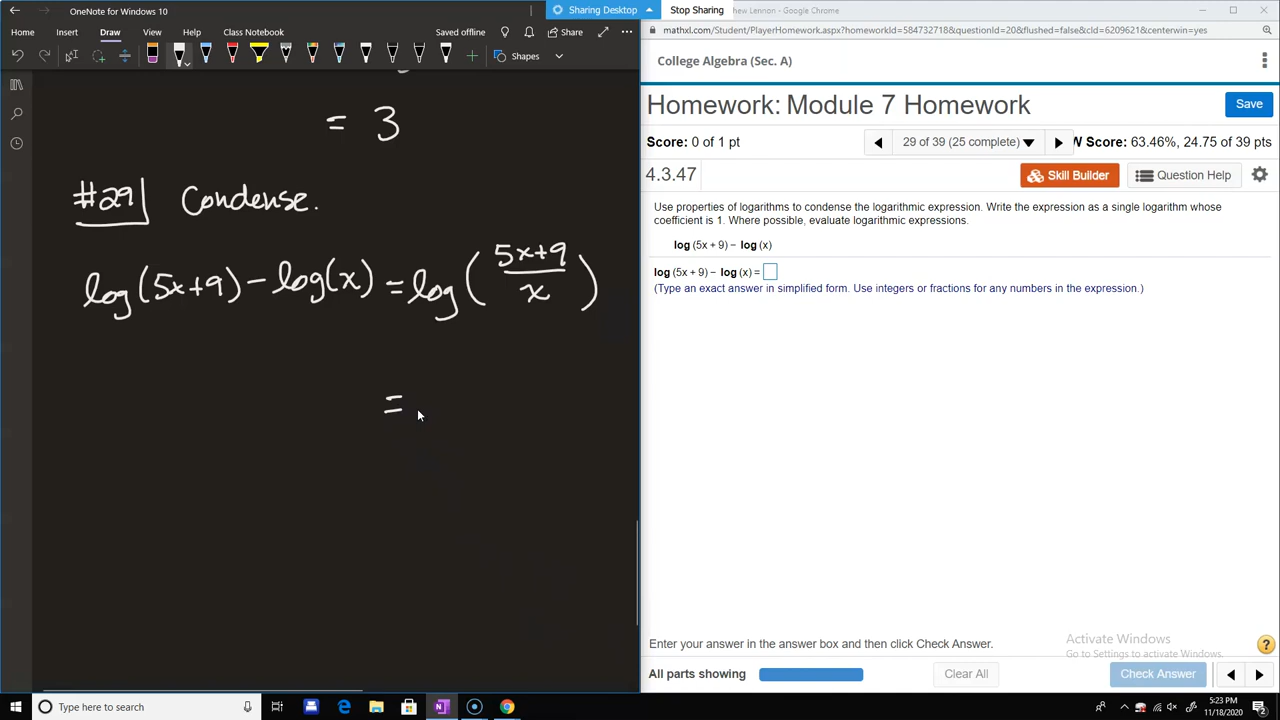 OneNote for Windows 10
Sharing Desktop
Stop Sharing
hew Lennon - Google Chrome
Home Insert Draw View Help Class Notebook Saved offline Share
mathxl.com/Student/PlayerHomework.aspx?homeworkId=584732718&questionId=20&flushed=false&cId=6209621&centerwin=yes
Shapes
College Algebra (Sec. A)
Homework: Module 7 Homework
Save
Score: 0 of 1 pt
29 of 39 (25 complete)
W Score: 63.46%, 24.75 of 39 pts
4.3.47
Skill Builder
Question Help
Use properties of logarithms to condense the logarithmic expression. Write the expression as a single logarithm whose
coefficient is 1. Where possible, evaluate logarithmic expressions.
log (5x + 9) − log (x)
log (5x + 9) − log (x) =
(Type an exact answer in simplified form. Use integers or fractions for any numbers in the expression.)
= 3
#29 Condense.
log(5x+9) − log(x) = log(5x+9/x)
=
Enter your answer in the answer box and then click Check Answer.
Activate Windows
Go to Settings to activate Windows.
All parts showing
Clear All
Check Answer
Type here to search
5:23 PM
11/18/2020